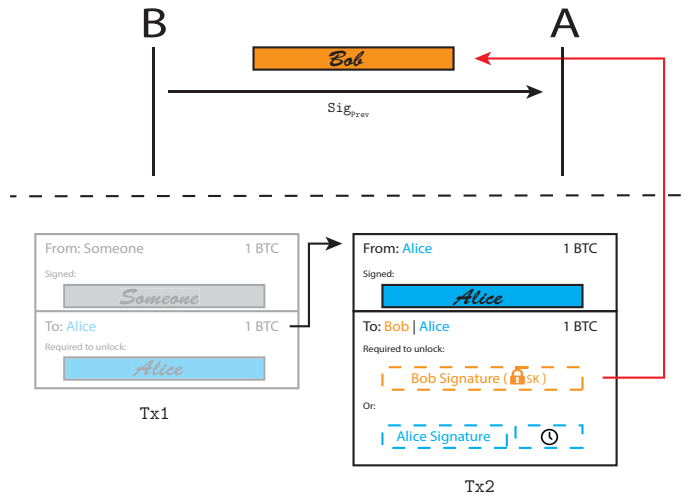 B
A
Bob
Sig_Prev
From: Someone 1 BTC
Signed:
Someone
To: Alice 1 BTC
Required to unlock:
Alice
Tx1
From: Alice 1 BTC
Signed:
Alice
To: Bob | Alice 1 BTC
Required to unlock:
Bob Signature ( SK )
Or:
Alice Signature
Tx2